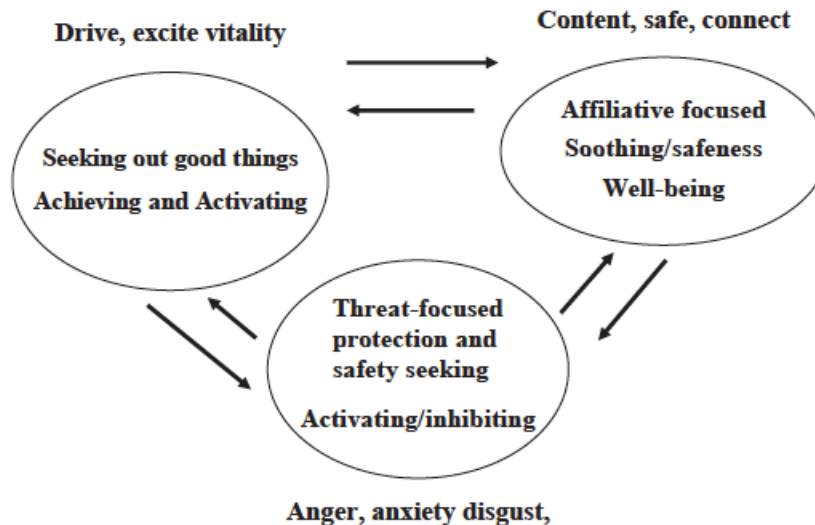 Drive, excite vitality
Content, safe, connect
Seeking out good things
Achieving and Activating
Affiliative focused
Soothing/safeness
Well-being
Threat-focused
protection and
safety seeking
Activating/inhibiting
Anger, anxiety disgust,